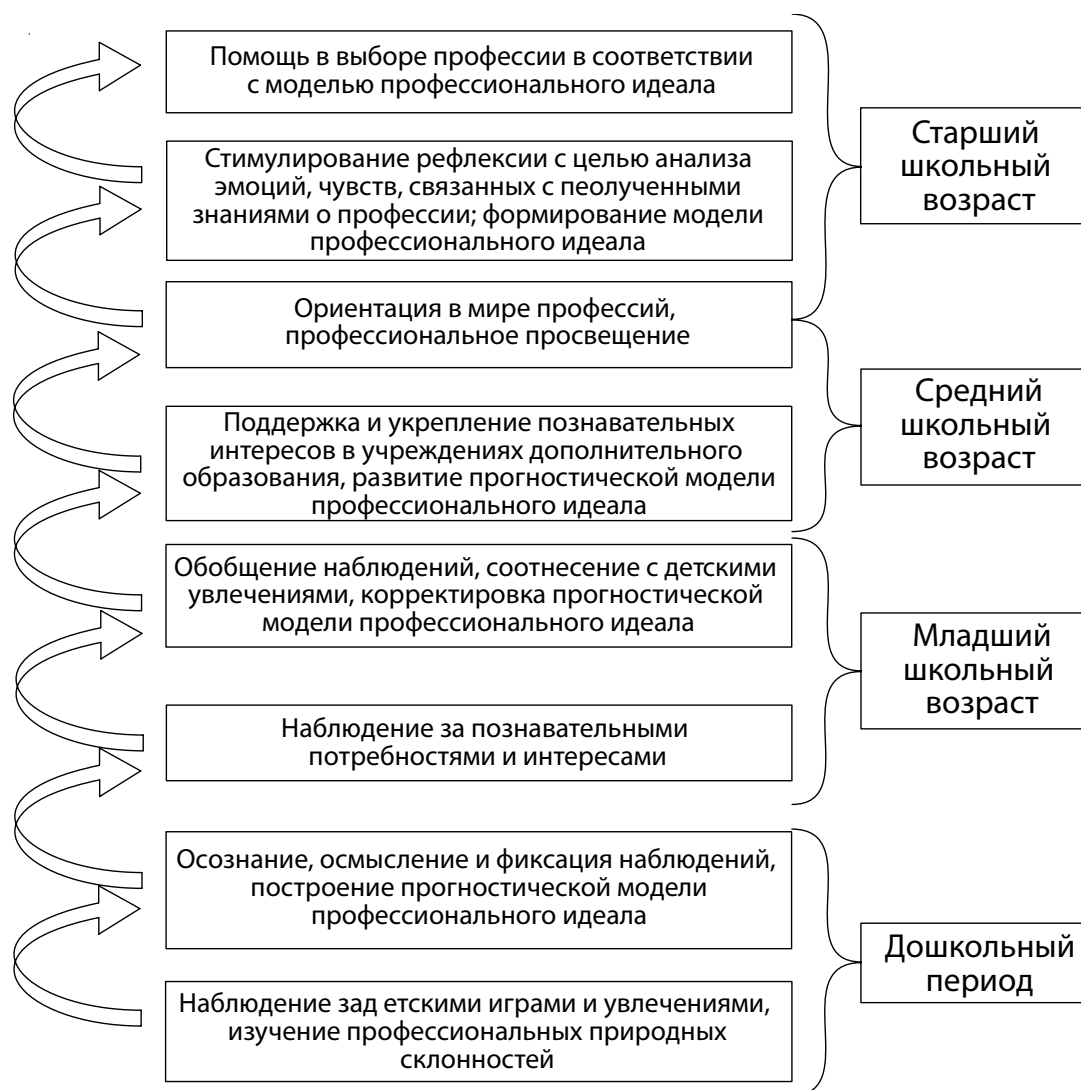 Помощь в выборе профессии в соответствии
с моделью профессионального идеала
Стимулирование рефлексии с целью анализа
эмоций, чувств, связанных с пеолученными
знаниями о профессии; формирование модели
профессионального идеала
Старший
школьный
возраст
Ориентация в мире профессий,
профессиональное просвещение
Поддержка и укрепление познавательных
интересов в учреждениях дополнительного
образования, развитие прогностической модели
профессионального идеала
Средний
школьный
возраст
Обобщение наблюдений, соотнесение с детскими
увлечениями, корректировка прогностической
модели профессионального идеала
Наблюдение за познавательными
потребностями и интересами
Младший
школьный
возраст
Осознание, осмысление и фиксация наблюдений,
построение прогностической модели
профессионального идеала
Наблюдение зад етскими играми и увлечениями,
изучение профессиональных природных
склонностей
Дошкольный
период